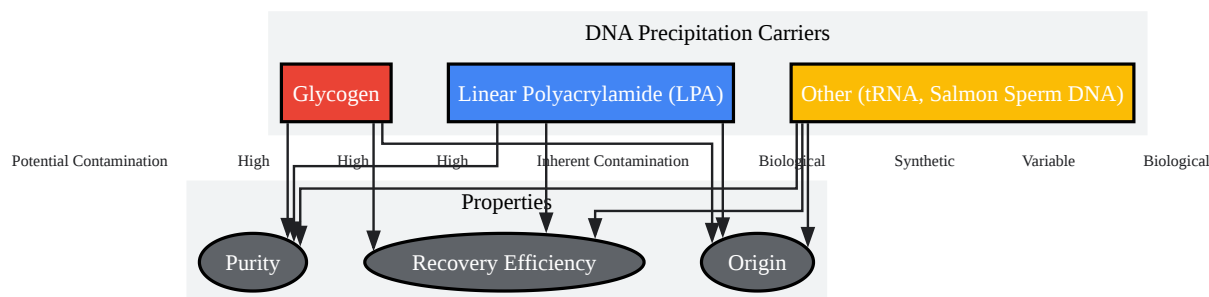 DNA Precipitation Carriers
Glycogen
Linear Polyacrylamide (LPA)
Other (tRNA, Salmon Sperm DNA)
Potential Contamination
High
High
High
Inherent Contamination
Biological
Synthetic
Variable
Biological
Properties
Purity
Recovery Efficiency
Origin